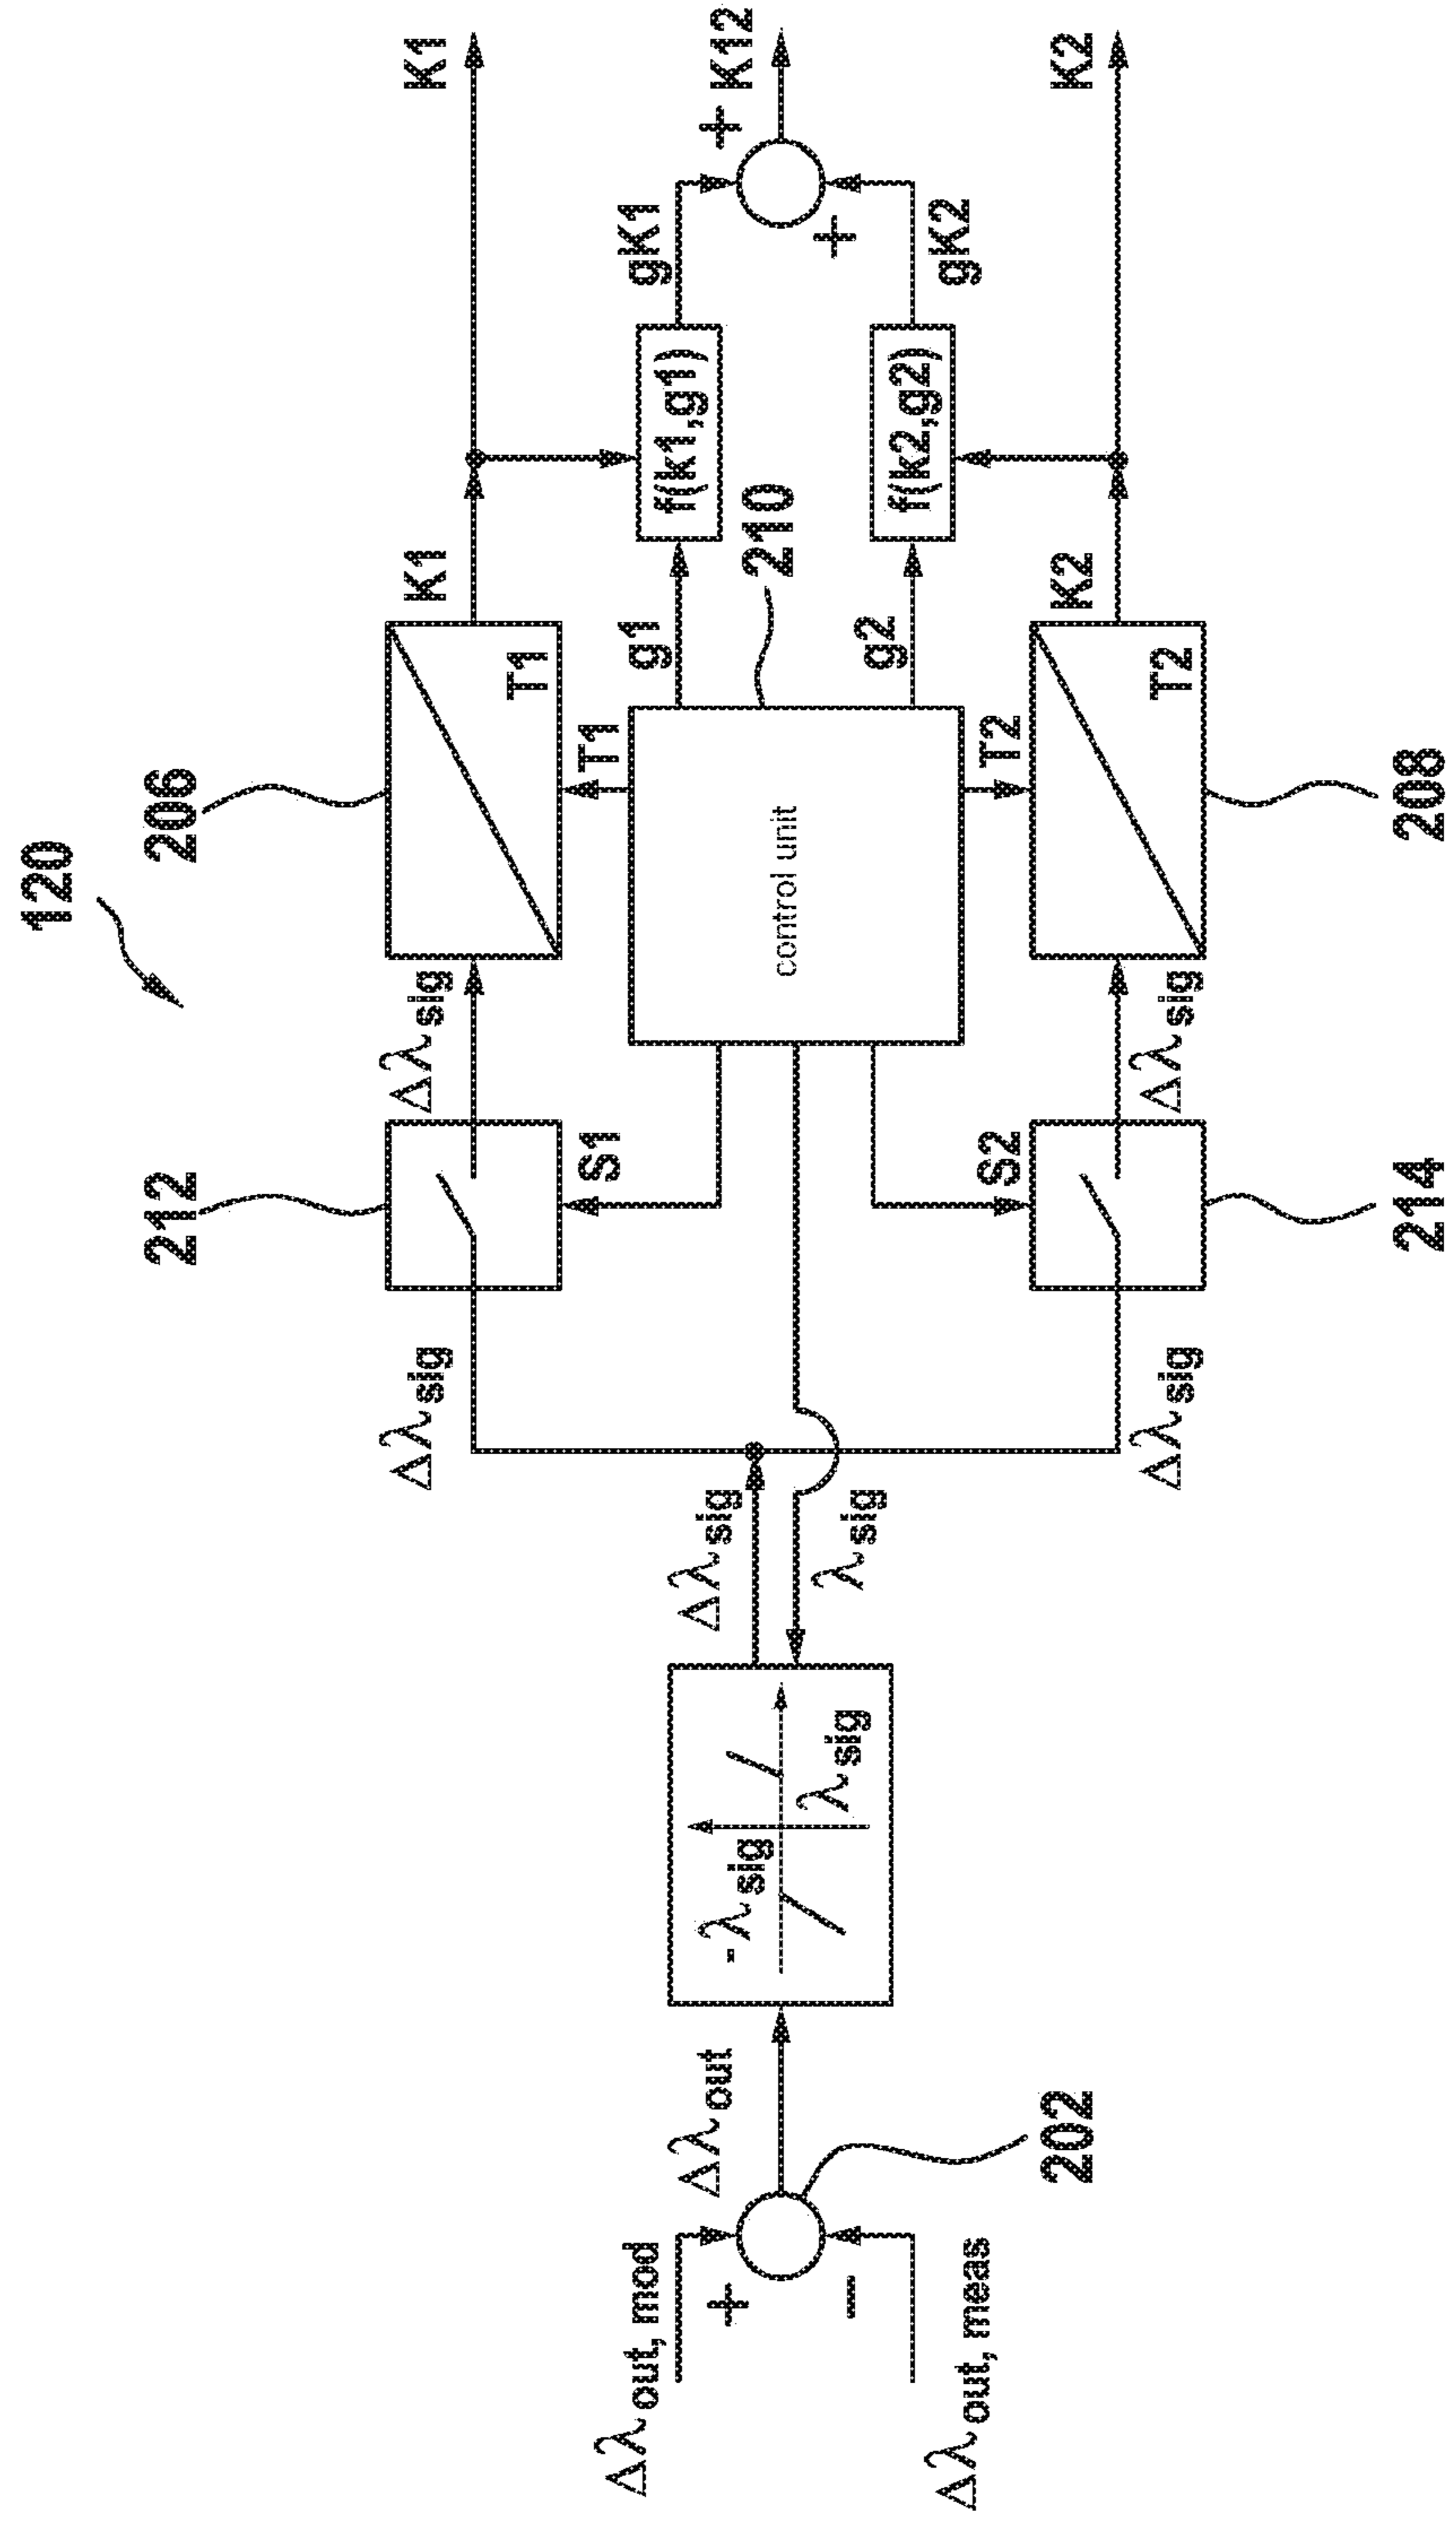 120
206
212
K1
K1
Δλsig
Δλsig
T1
T1
S1
Δλout, mod
+
Δλout
-λsig
λsig
Δλsig
λsig
control unit
g1
f(k1,g1)
gK1
+
K12
210
−
Δλout, meas
202
g2
f(k2,g2)
gK2
+
S2
T2
T2
Δλsig
Δλsig
K2
K2
214
208